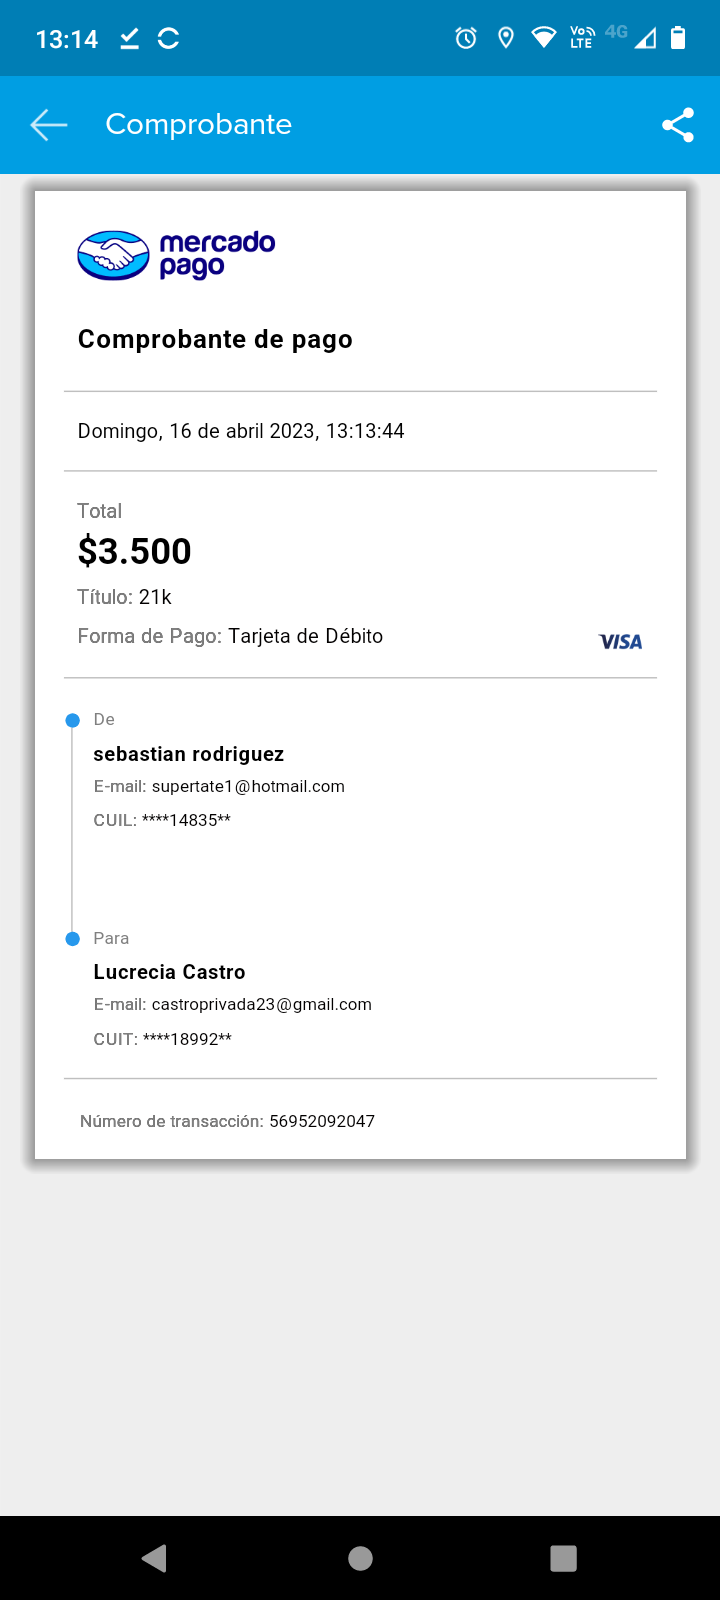 13:14
Vo LTE 4G
Comprobante
mercado
pago
Comprobante de pago
Domingo, 16 de abril 2023, 13:13:44
Total
$3.500
Título: 21k
Forma de Pago: Tarjeta de Débito VISA
De
sebastian rodriguez
E-mail: supertate1@hotmail.com
CUIL: ****14835**
Para
Lucrecia Castro
E-mail: castroprivada23@gmail.com
CUIT: ****18992**
Número de transacción: 56952092047